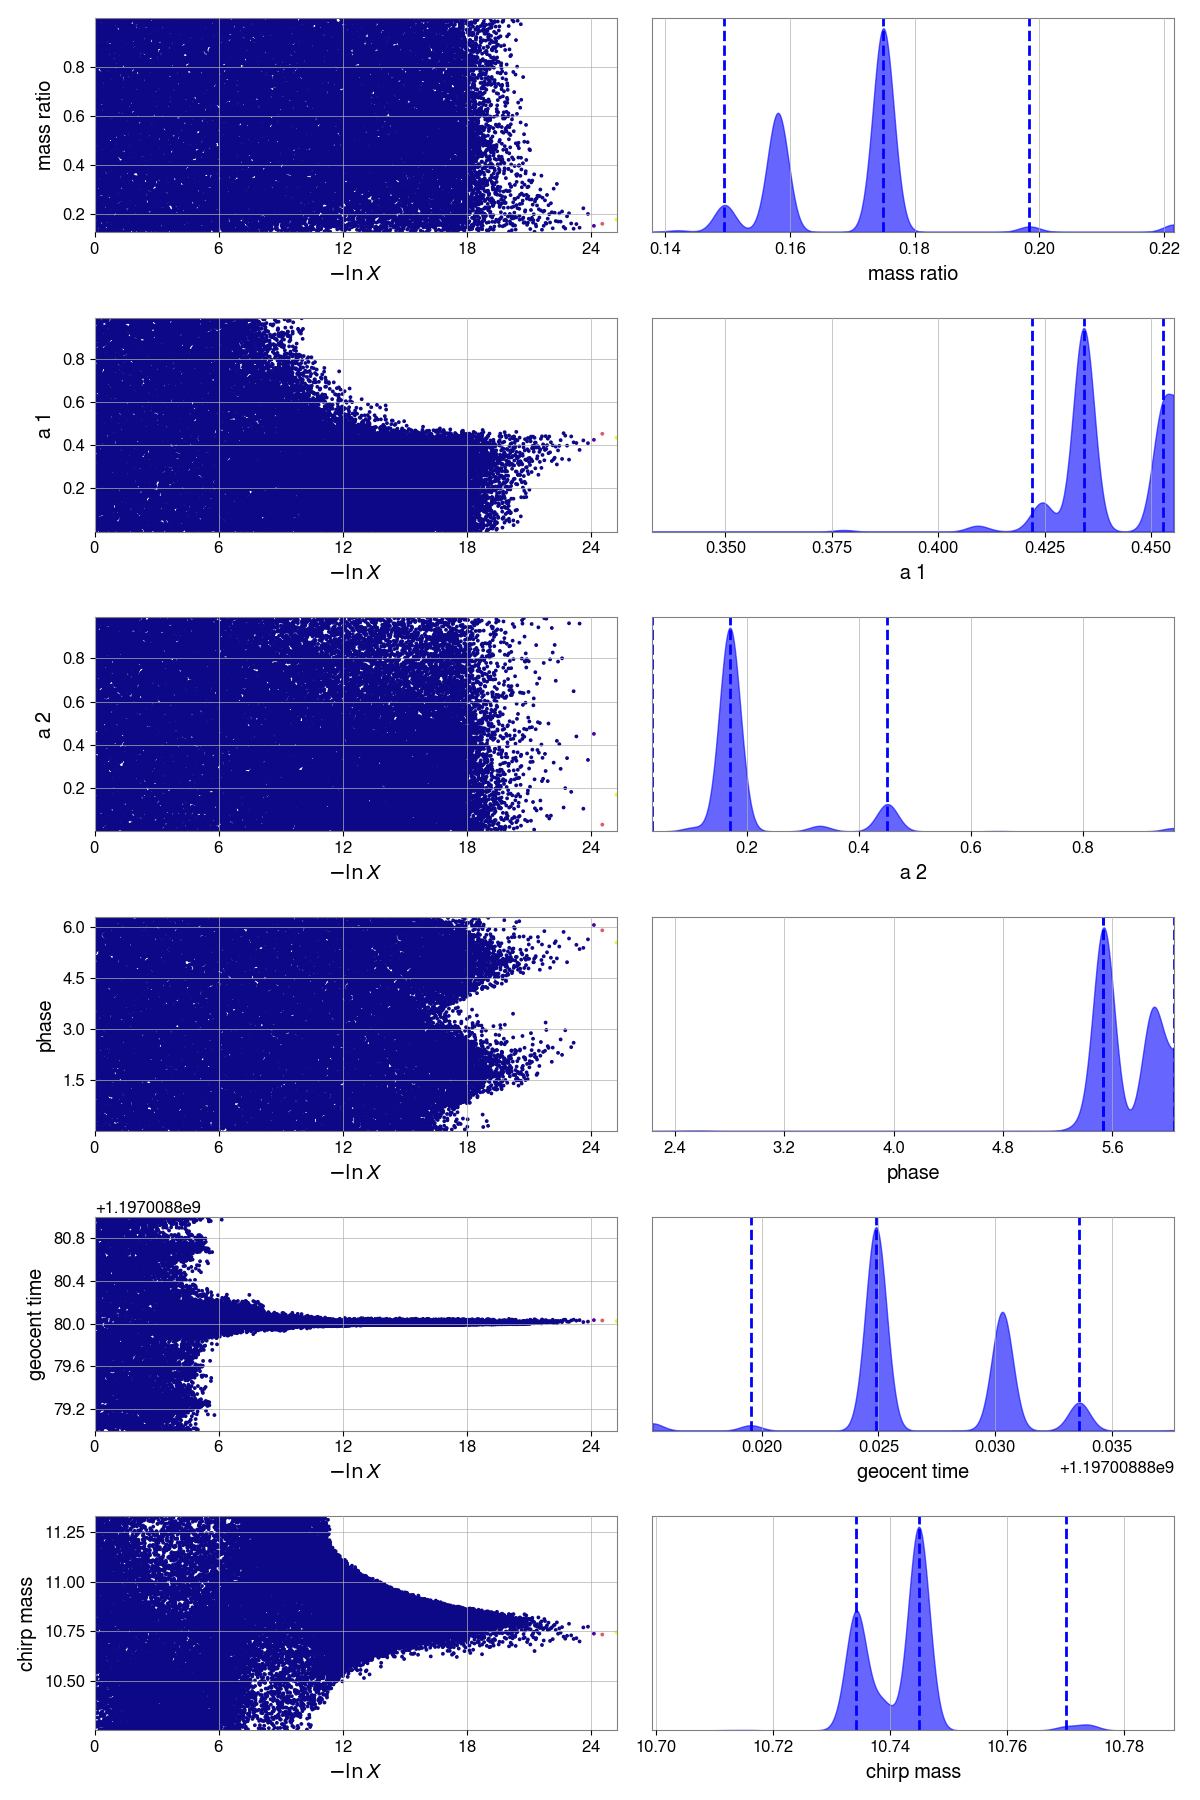 mass ratio
0.8
0.6
0.4
0.2
0 6 12 18 24
−ln X
0.14 0.16 0.18 0.20 0.22
mass ratio
a 1
0.8
0.6
0.4
0.2
0 6 12 18 24
−ln X
0.350 0.375 0.400 0.425 0.450
a 1
a 2
0.8
0.6
0.4
0.2
0 6 12 18 24
−ln X
0.2 0.4 0.6 0.8
a 2
phase
6.0
4.5
3.0
1.5
0 6 12 18 24
−ln X
2.4 3.2 4.0 4.8 5.6
phase
+1.1970088e9
geocent time
80.8
80.4
80.0
79.6
79.2
0 6 12 18 24
−ln X
0.020 0.025 0.030 0.035
geocent time
+1.19700888e9
chirp mass
11.25
11.00
10.75
10.50
0 6 12 18 24
−ln X
10.70 10.72 10.74 10.76 10.78
chirp mass